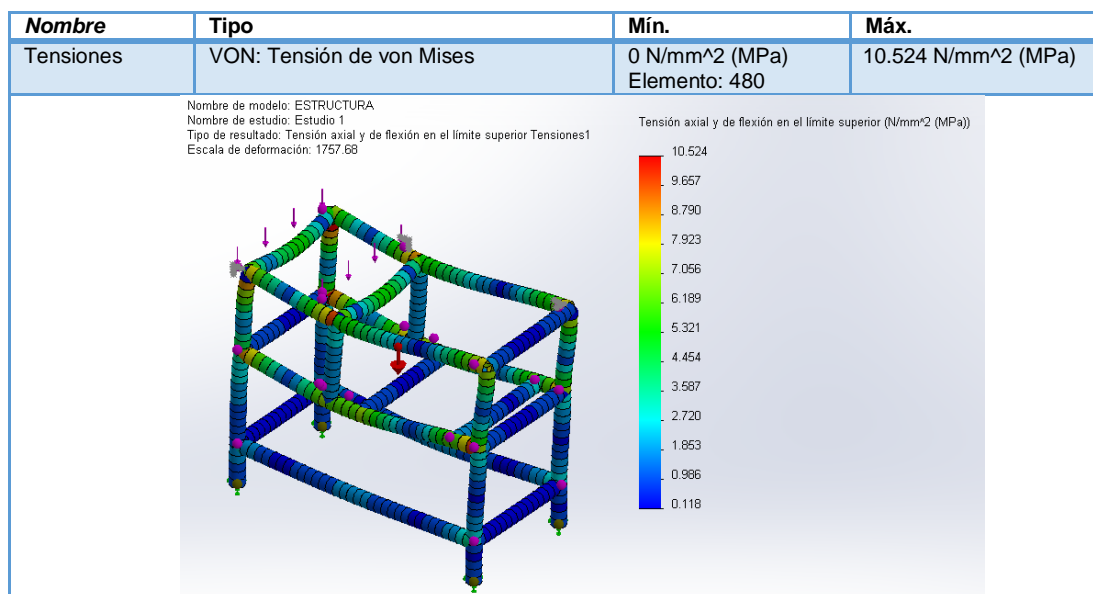 Nombre Tipo Mín. Máx.
Tensiones VON: Tensión de von Mises 0 N/mm^2 (MPa) 10.524 N/mm^2 (MPa)
Elemento: 480
Nombre de modelo: ESTRUCTURA
Nombre de estudio: Estudio 1
Tipo de resultado: Tensión axial y de flexión en el límite superior Tensiones1
Escala de deformación: 1757.68
Tensión axial y de flexión en el límite superior (N/mm^2 (MPa))
10.524
9.657
8.790
7.923
7.056
6.189
5.321
4.454
3.587
2.720
1.853
0.986
0.118